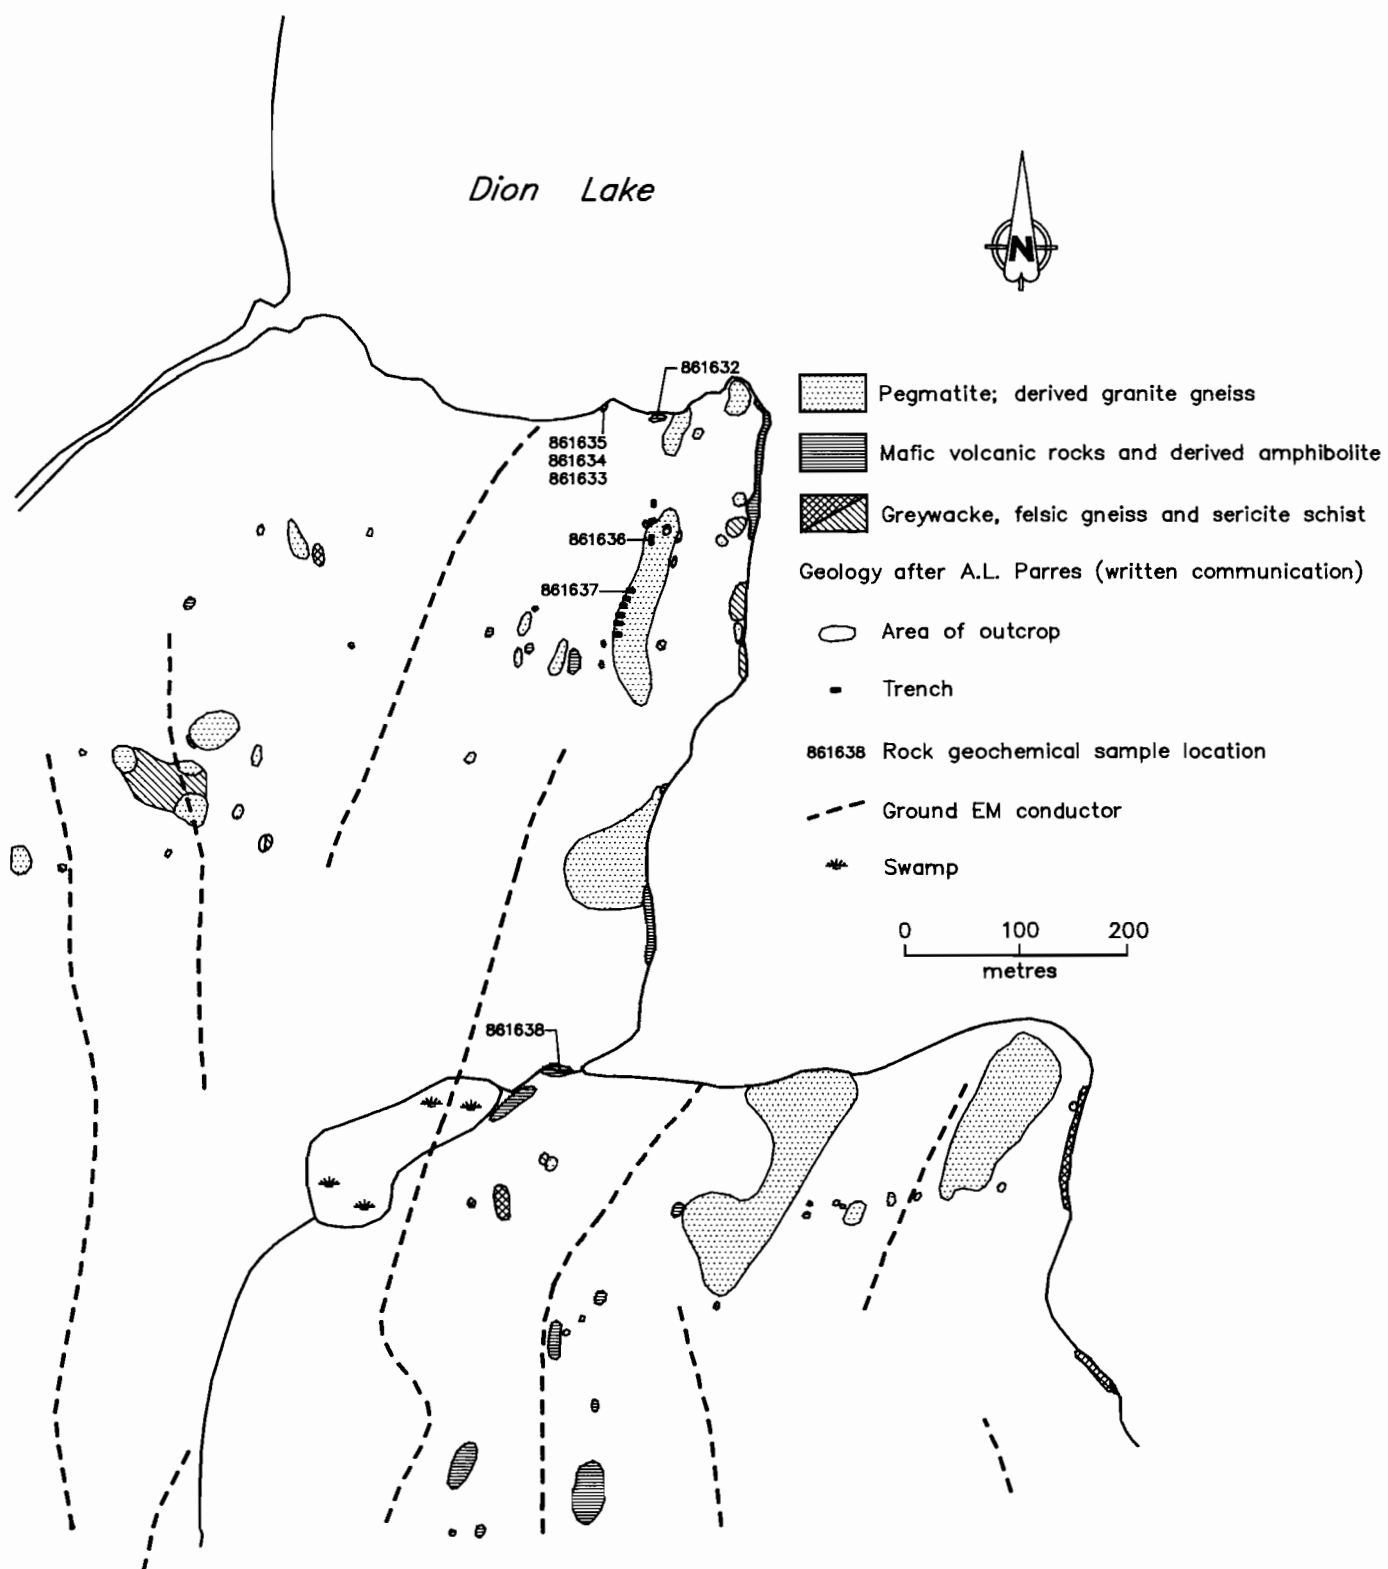 Dion Lake
N
861632
861635
861634
861633
861636
861637
861638
Pegmatite; derived granite gneiss
Mafic volcanic rocks and derived amphibolite
Greywacke, felsic gneiss and sericite schist
Geology after A.L. Parres (written communication)
Area of outcrop
Trench
861638 Rock geochemical sample location
Ground EM conductor
Swamp
0 100 200
metres